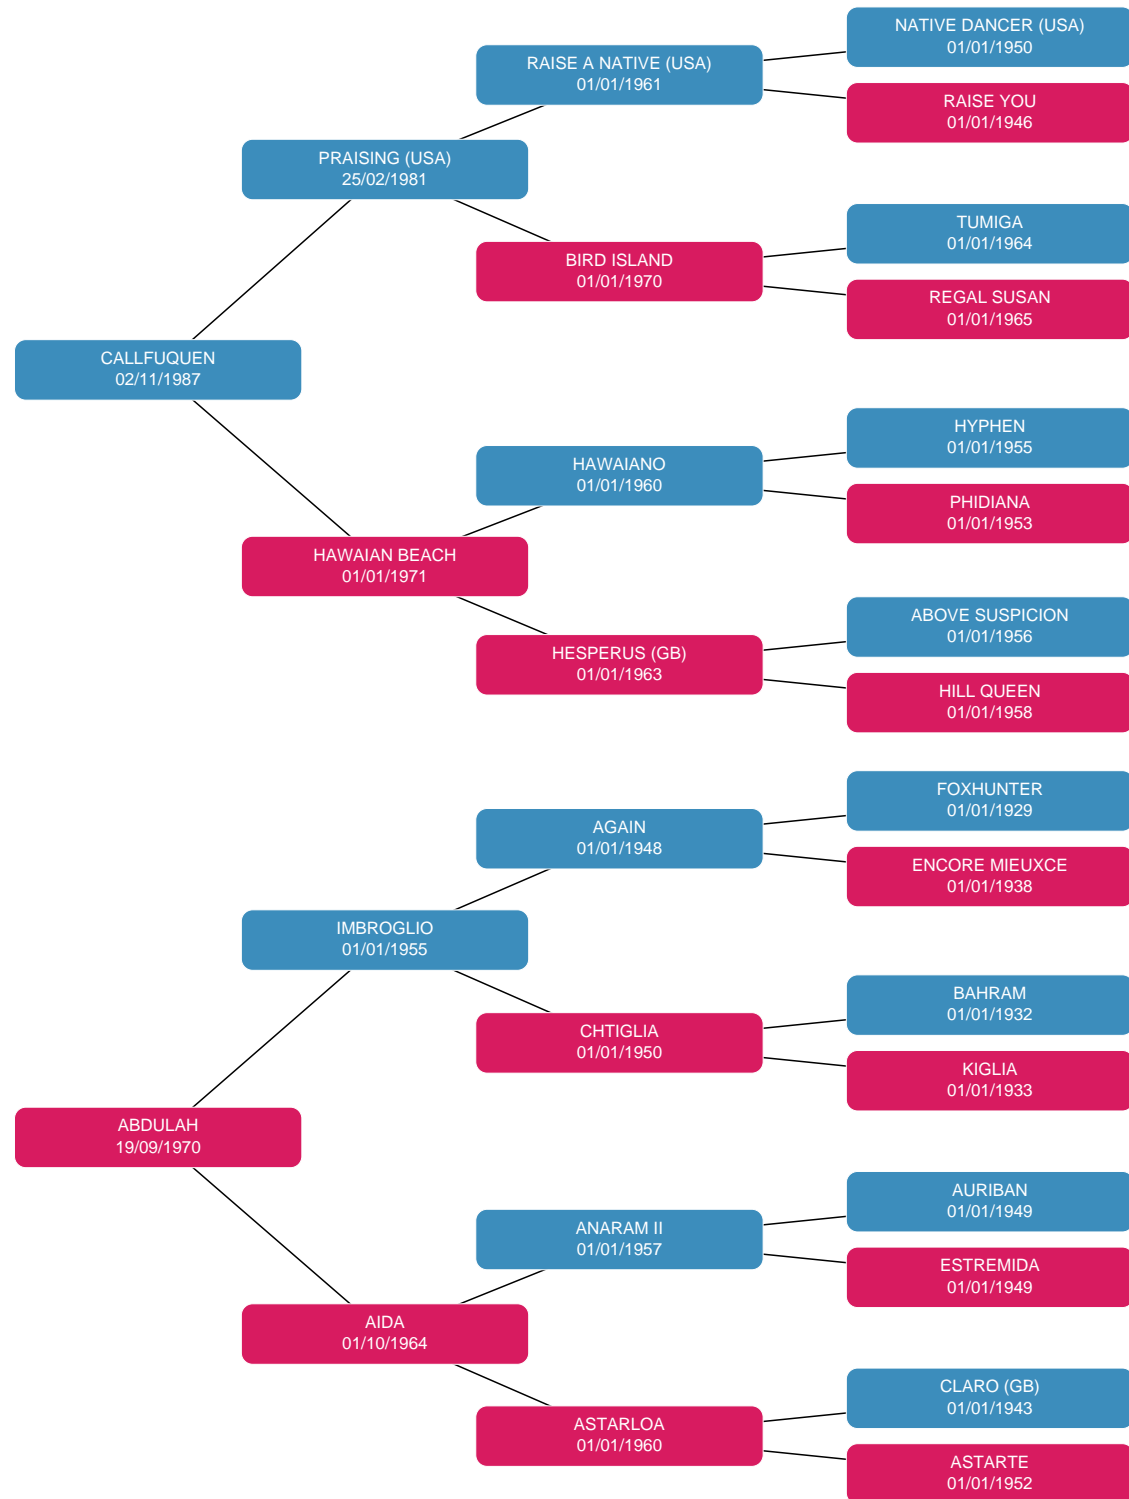 NATIVE DANCER (USA)
01/01/1950
RAISE A NATIVE (USA)
01/01/1961
RAISE YOU
01/01/1946
PRAISING (USA)
25/02/1981
TUMIGA
01/01/1964
BIRD ISLAND
01/01/1970
REGAL SUSAN
01/01/1965
CALLFUQUEN
02/11/1987
HYPHEN
01/01/1955
HAWAIANO
01/01/1960
PHIDIANA
01/01/1953
HAWAIAN BEACH
01/01/1971
ABOVE SUSPICION
01/01/1956
HESPERUS (GB)
01/01/1963
HILL QUEEN
01/01/1958
FOXHUNTER
01/01/1929
AGAIN
01/01/1948
ENCORE MIEUXCE
01/01/1938
IMBROGLIO
01/01/1955
BAHRAM
01/01/1932
CHTIGLIA
01/01/1950
KIGLIA
01/01/1933
ABDULAH
19/09/1970
AURIBAN
01/01/1949
ANARAM II
01/01/1957
ESTREMIDA
01/01/1949
AIDA
01/10/1964
CLARO (GB)
01/01/1943
ASTARLOA
01/01/1960
ASTARTE
01/01/1952